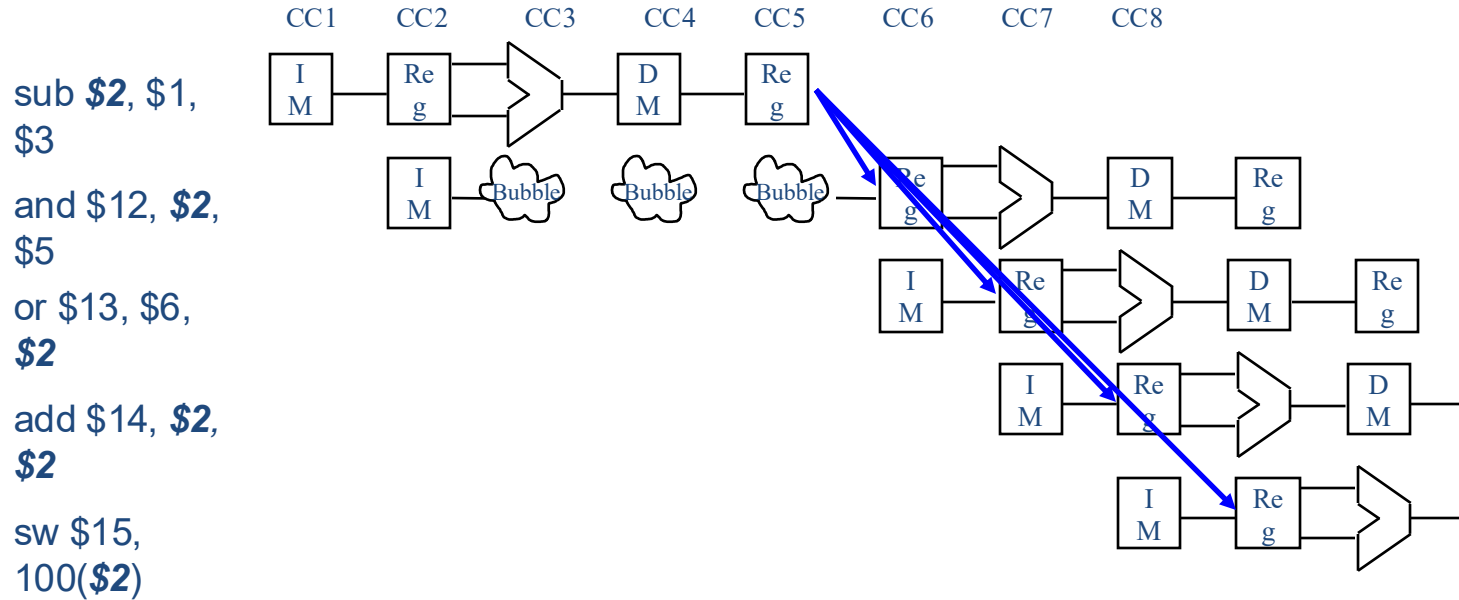 CC1 CC2 CC3 CC4 CC5 CC6 CC7 CC8
sub $2, $1,
$3
I
M
Re
g
D
M
Re
g
and $12, $2,
$5
I
M
Bubble
Bubble
Bubble
Re
g
D
M
Re
g
or $13, $6,
$2
I
M
Re
g
D
M
Re
g
add $14, $2,
$2
I
M
Re
g
D
M
sw $15,
100($2)
I
M
Re
g